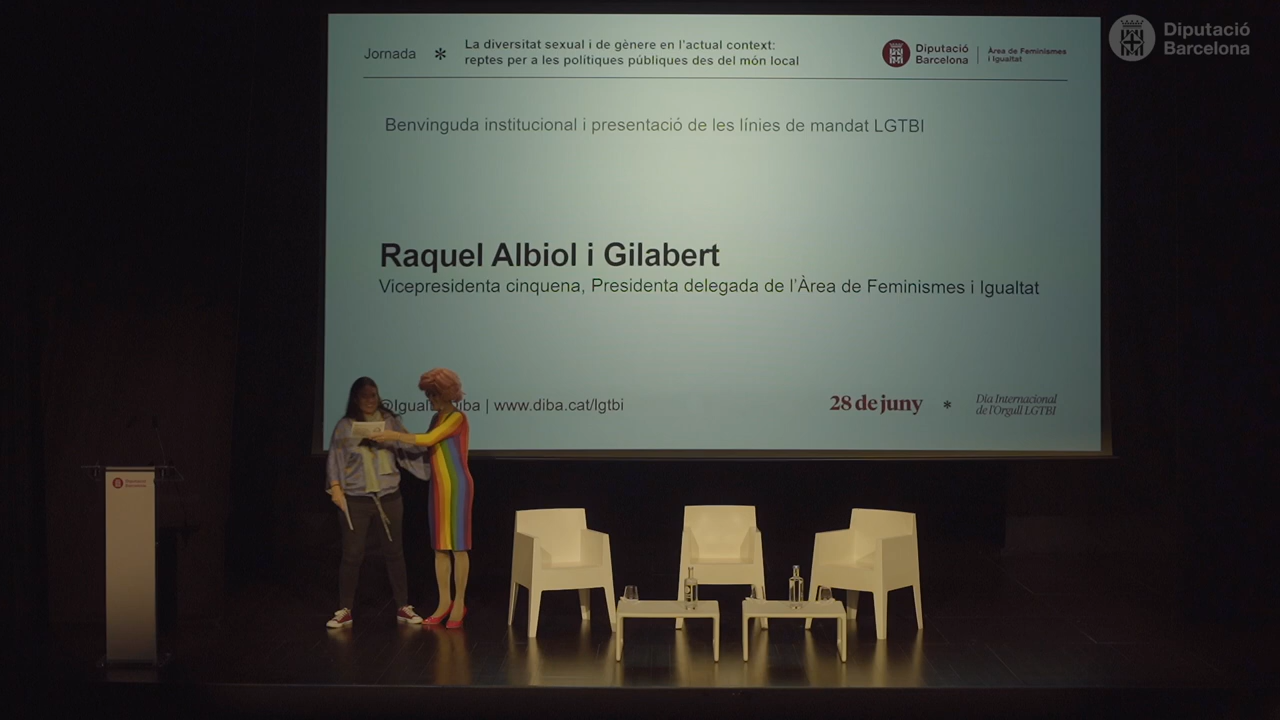 Jornada
*
La diversitat sexual i de gènere en l'actual context:
reptes per a les polítiques públiques des del món local
Diputació
Barcelona
Àrea de Feminismes
i Igualtat
Diputació
Barcelona
Benvinguda institucional i presentació de les línies de mandat LGTBI
Raquel Albiol i Gilabert
Vicepresidenta cinquena, Presidenta delegada de l'Àrea de Feminismes i Igualtat
| www.diba.cat/lgtbi
28 de juny
*
Dia Internacional
de l'Orgull LGTBI
Diputació
Barcelona